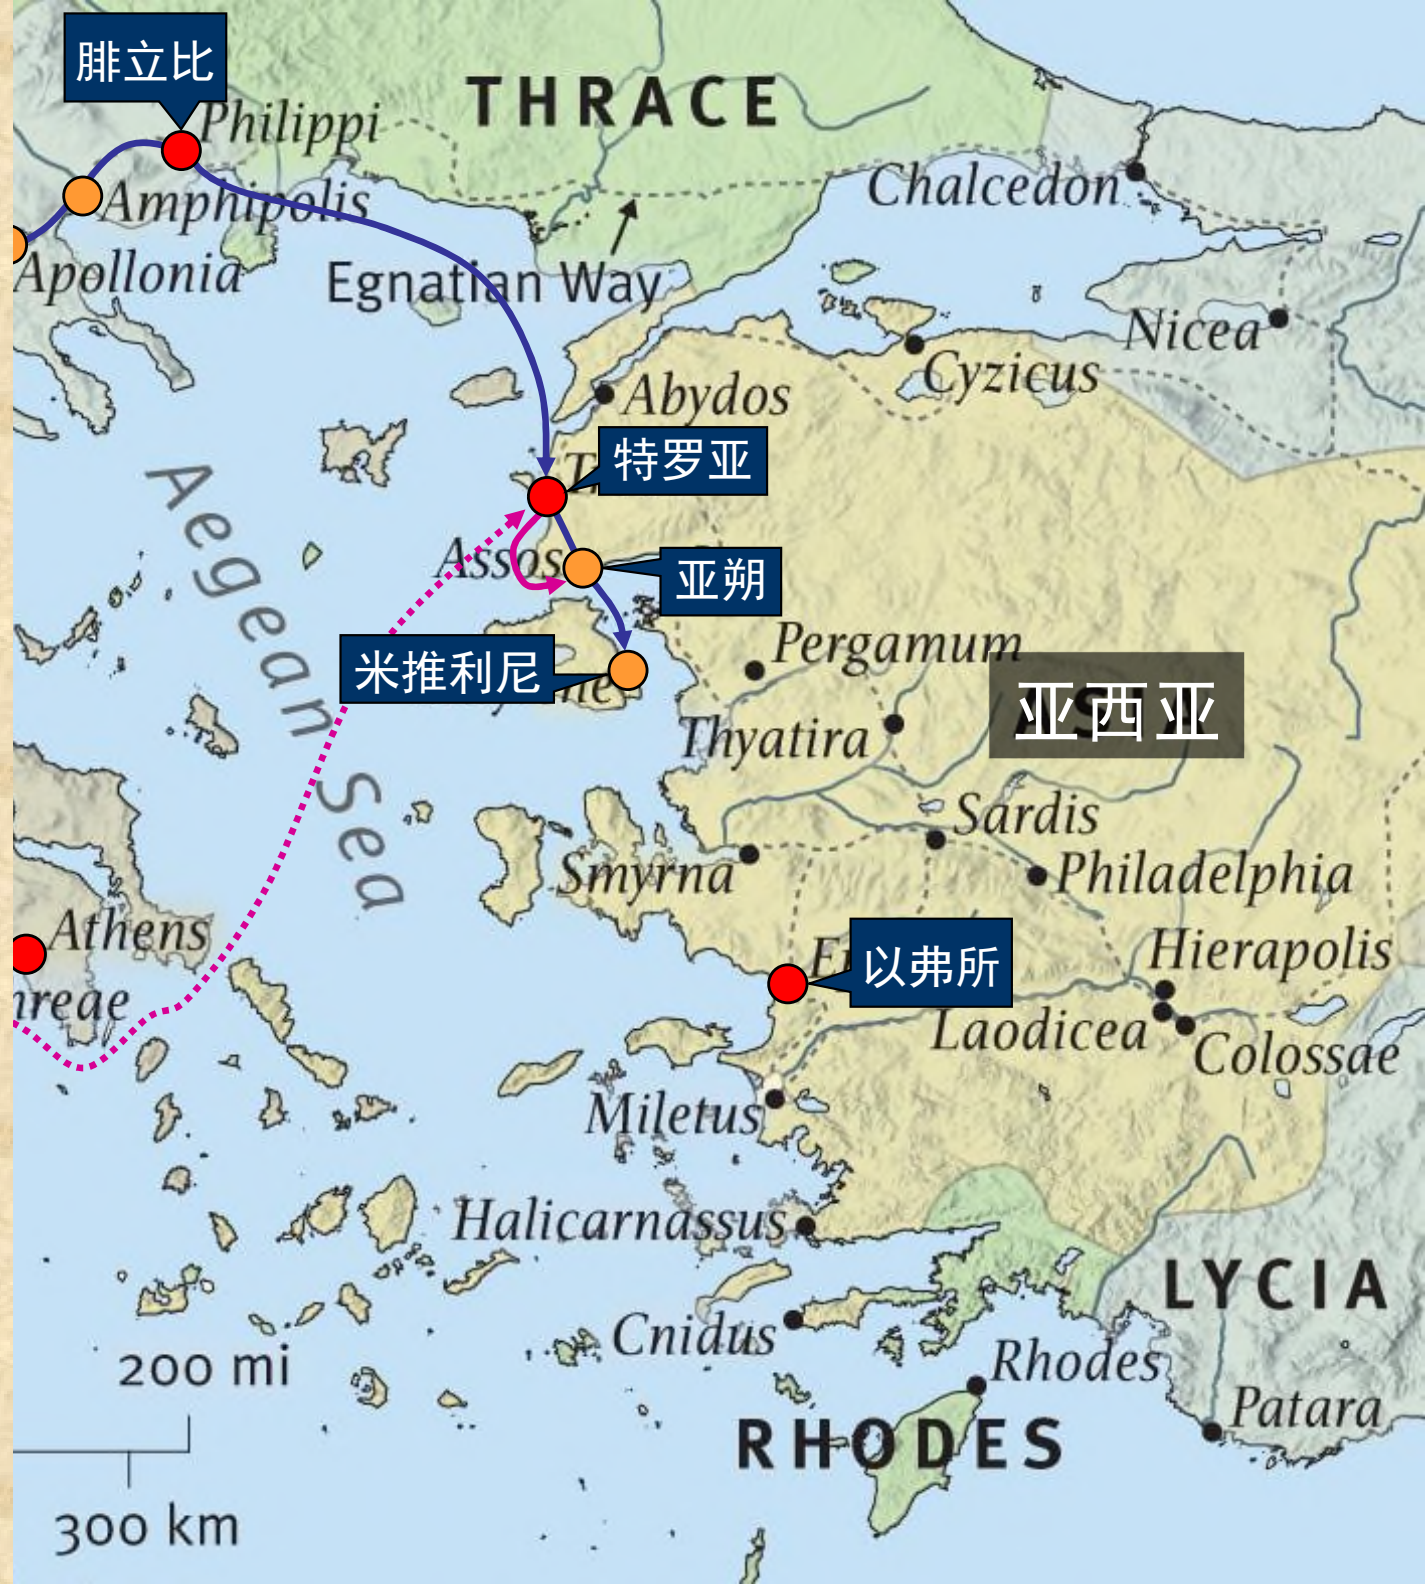 腓立比
THRACE
Philippi
Chalcedon
Amphipolis
Apollonia
Egnatian Way
Nicea
Cyzicus
Abydos
特罗亚
Assos
亚朔
Aegean Sea
Pergamum
米推利尼
亚西亚
Thyatira
Sardis
Smyrna
Philadelphia
Athens
以弗所
Hierapolis
Laodicea
Colossae
Miletus
Halicarnassus
LYCIA
Cnidus
200 mi
Rhodes
Patara
RHODES
300 km